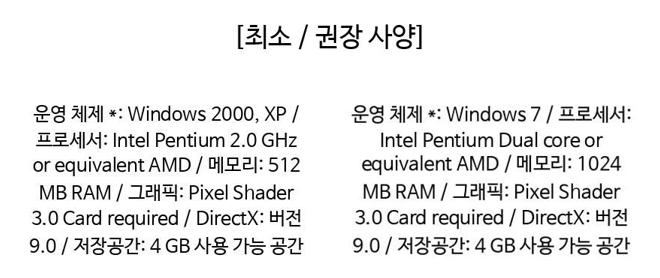 [최소 / 권장 사양]
운영 체제 *: Windows 2000, XP /
프로세서: Intel Pentium 2.0 GHz
or equivalent AMD / 메모리: 512
MB RAM / 그래픽: Pixel Shader
3.0 Card required / DirectX: 버전
9.0 / 저장공간: 4 GB 사용 가능 공간
운영 체제 *: Windows 7 / 프로세서:
Intel Pentium Dual core or
equivalent AMD / 메모리: 1024
MB RAM / 그래픽: Pixel Shader
3.0 Card required / DirectX: 버전
9.0 / 저장공간: 4 GB 사용 가능 공간